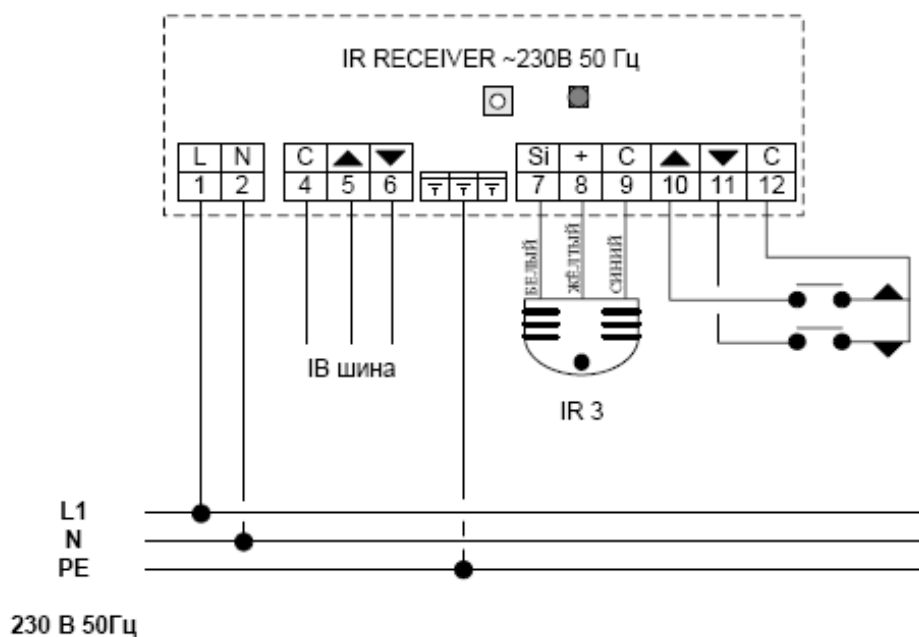 IR RECEIVER ~230В 50 Гц
L N C ▲ ▼ Si + C ▲ ▼ C
1 2 4 5 6 7 8 9 10 11 12
БЕЛЫЙ
ЖЁЛТЫЙ
СИНИЙ
IB шина
IR 3
L1
N
PE
230 В 50Гц